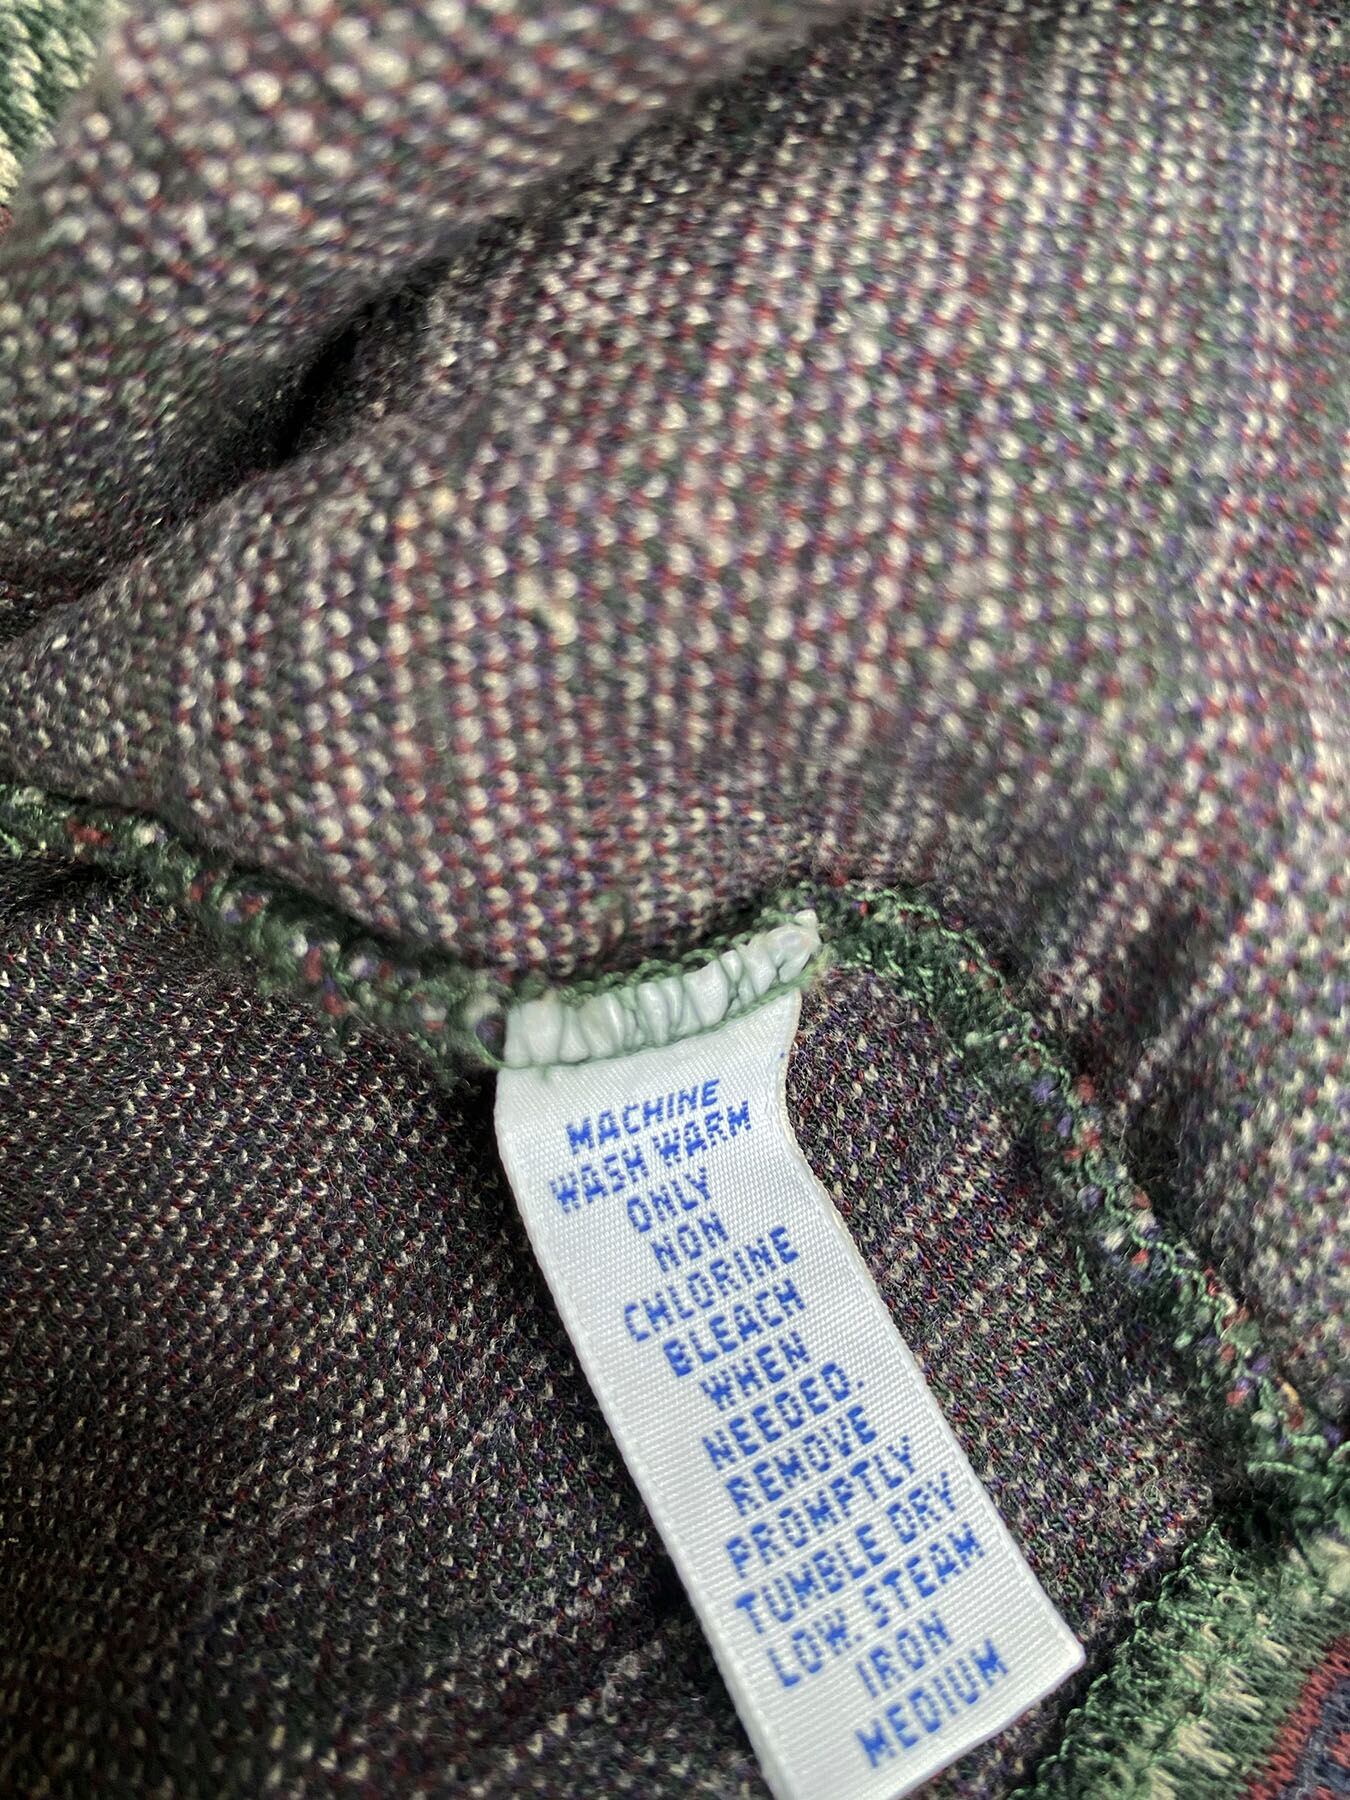 MACHINE
WASH WARM
ONLY
NON
CHLORINE
BLEACH
WHEN
NEEDED.
REMOVE
PROMPTLY
TUMBLE DRY
LOW. STEAM
IRON
MEDIUM